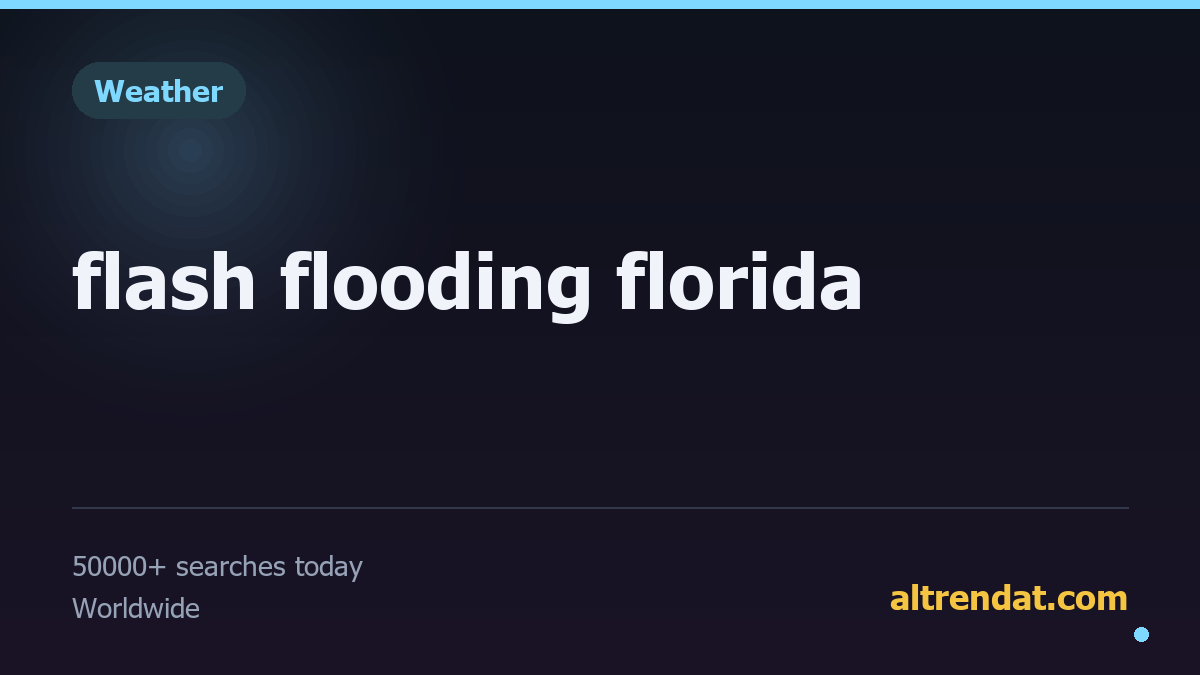 Weather
flash flooding florida
50000+ searches today
Worldwide
altrendat.com